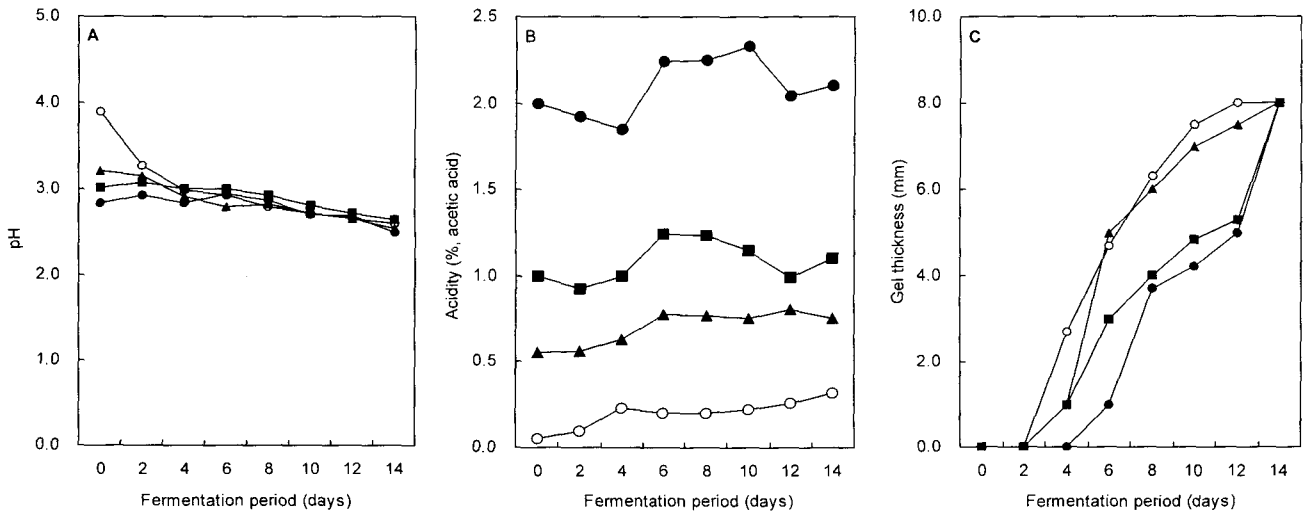 A
5.0
4.0
3.0
2.0
1.0
0.0
pH
0 2 4 6 8 10 12 14
Fermentation period (days)
B
2.5
2.0
1.5
1.0
0.5
0.0
Acidity (%, acetic acid)
0 2 4 6 8 10 12 14
Fermentation period (days)
C
10.0
8.0
6.0
4.0
2.0
0.0
Gel thickness (mm)
0 2 4 6 8 10 12 14
Fermentation period (days)